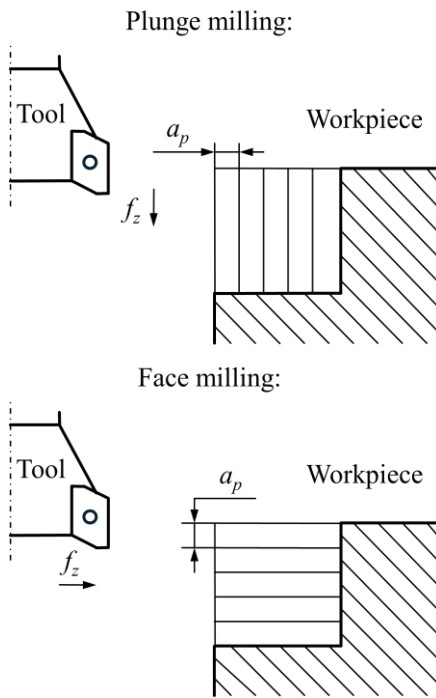 Plunge milling:
Tool
a_p
Workpiece
f_z
Face milling:
Tool
a_p
Workpiece
f_z